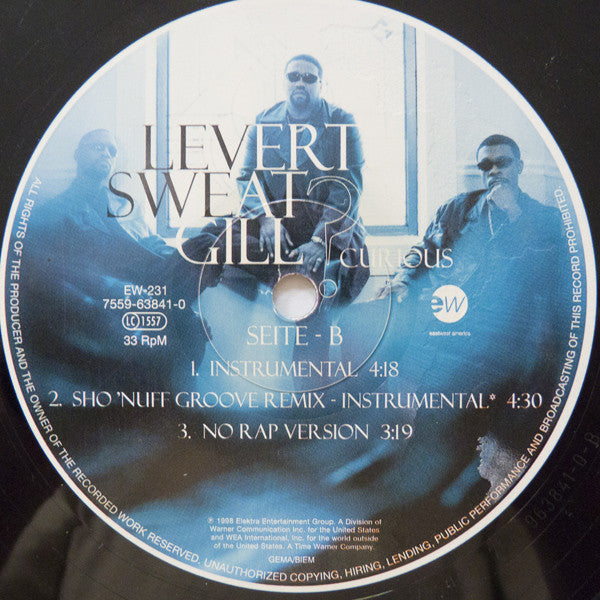 LEVERT
SWEAT
GILL ? CURIOUS
EW-231
7559-63841-0
LC 1557
33 RpM
ew
eastwest america
SEITE - B
1. INSTRUMENTAL 4:18
2. SHO 'NUFF GROOVE REMIX - INSTRUMENTAL* 4:30
3. NO RAP VERSION 3:19
℗ 1998 Elektra Entertainment Group. A Division of
Warner Communication Inc. for the United States
and WEA International, Inc. for the world outside
of the United States. A Time Warner Company.
GEMA/BIEM
ALL RIGHTS OF THE PRODUCER AND THE OWNER OF THE RECORDED WORK RESERVED. UNAUTHORIZED COPYING, HIRING, LENDING, PUBLIC PERFORMANCE AND BROADCASTING OF THIS RECORD PROHIBITED.